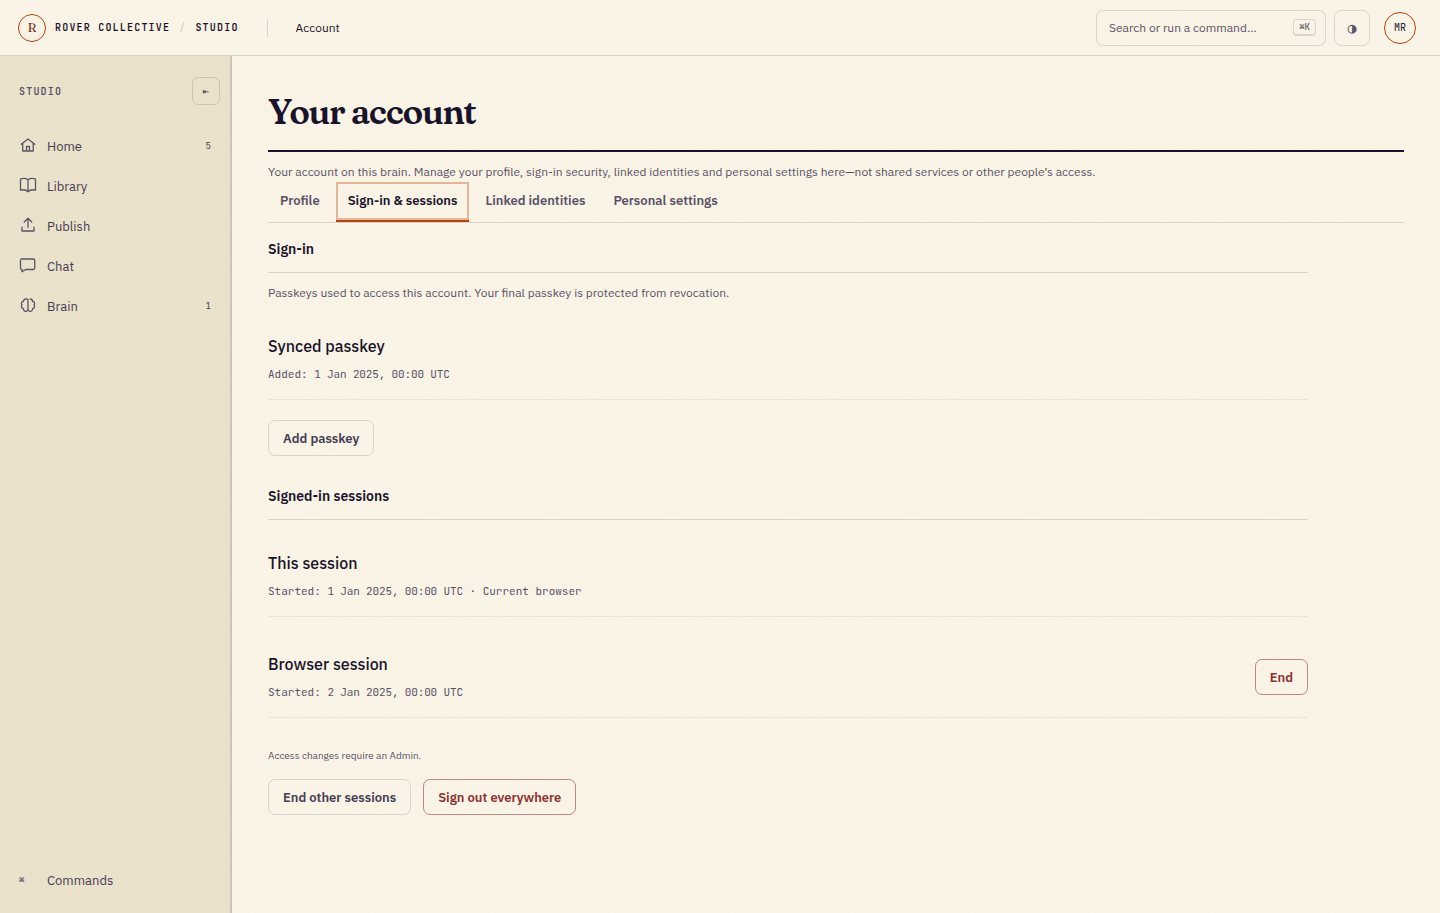 R ROVER COLLECTIVE / STUDIO
Account
Search or run a command... ⌘K
MR
STUDIO
Home 5
Library
Publish
Chat
Brain 1
⌘ Commands
Your account
Your account on this brain. Manage your profile, sign-in security, linked identities and personal settings here—not shared services or other people's access.
Profile Sign-in & sessions Linked identities Personal settings
Sign-in
Passkeys used to access this account. Your final passkey is protected from revocation.
Synced passkey
Added: 1 Jan 2025, 00:00 UTC
Add passkey
Signed-in sessions
This session
Started: 1 Jan 2025, 00:00 UTC · Current browser
Browser session
Started: 2 Jan 2025, 00:00 UTC
End
Access changes require an Admin.
End other sessions Sign out everywhere